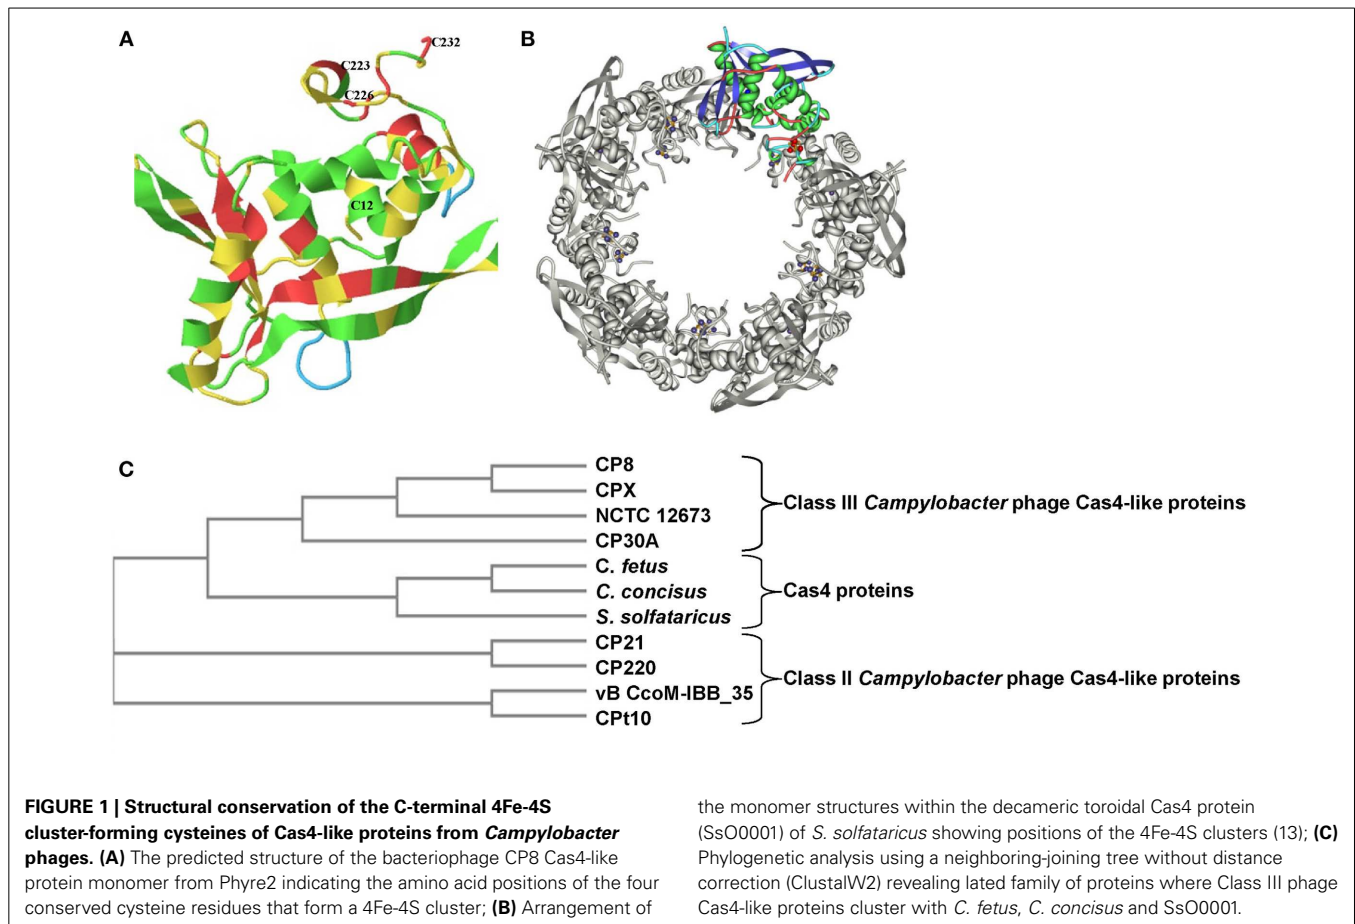 A
C232
C223
C226
C12
B
C
CP8
CPX
NCTC 12673
CP30A
Class III Campylobacter phage Cas4-like proteins
C. fetus
C. concisus
S. solfataricus
Cas4 proteins
CP21
CP220
vB CcoM-IBB_35
CPt10
Class II Campylobacter phage Cas4-like proteins
FIGURE 1 | Structural conservation of the C-terminal 4Fe-4S
cluster-forming cysteines of Cas4-like proteins from Campylobacter
phages. (A) The predicted structure of the bacteriophage CP8 Cas4-like
protein monomer from Phyre2 indicating the amino acid positions of the four
conserved cysteine residues that form a 4Fe-4S cluster; (B) Arrangement of
the monomer structures within the decameric toroidal Cas4 protein
(SsO0001) of S. solfataricus showing positions of the 4Fe-4S clusters (13); (C)
Phylogenetic analysis using a neighboring-joining tree without distance
correction (ClustalW2) revealing lated family of proteins where Class III phage
Cas4-like proteins cluster with C. fetus, C. concisus and SsO0001.